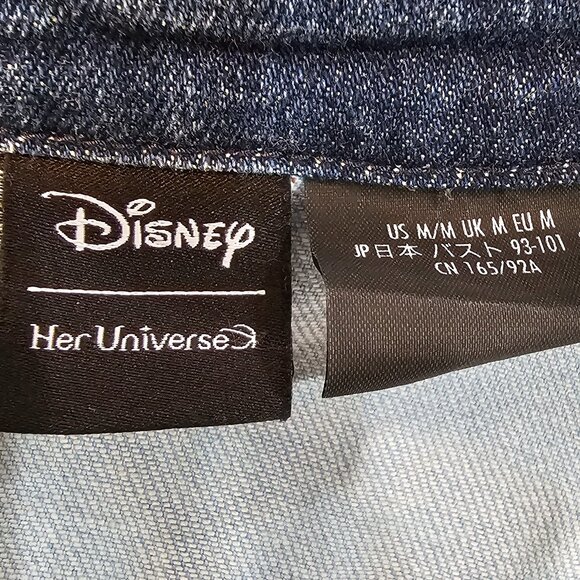 Disney
Her Universe
US M/M UK M EU M
JP 日本 バスト 93-101
CN 165/92A